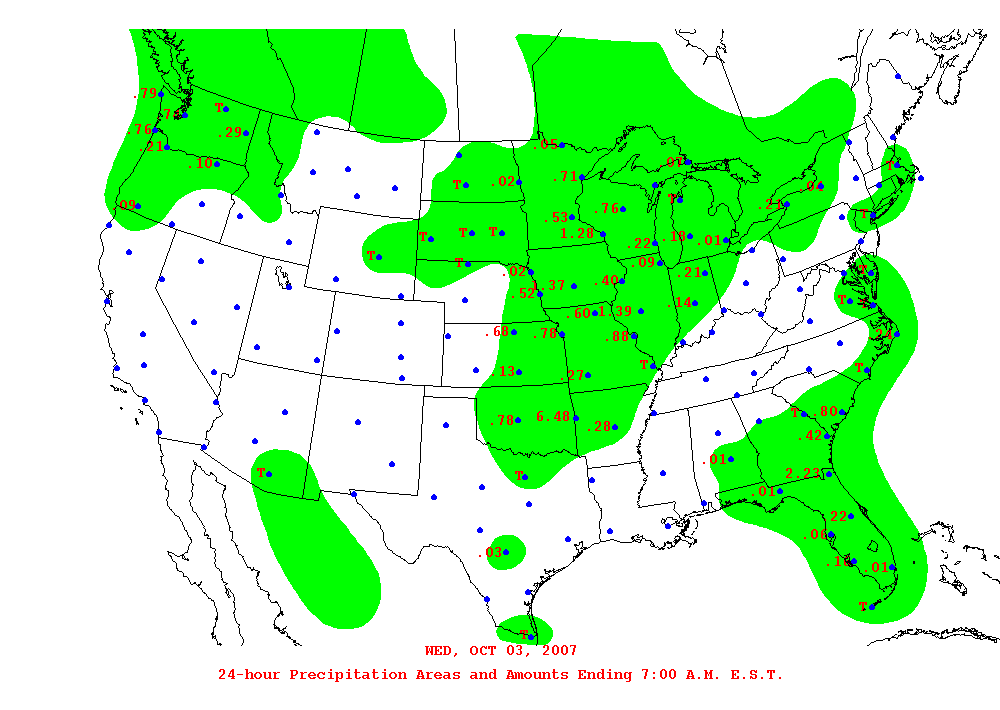 .79
T
.7
.76
.29
.21
.10
.09
.05
.07
T
.02
.71
.0
T
T
.21
.53
.76
T
T
T
T
1.28
.22
.18
.01
T
T
.09
.02
.21
T
1.37
.40
T
.52
.14
.60
1.39
.68
.78
.88
.24
.13
.27
T
T
.78
6.48
.28
T
.80
.42
.01
T
T
2.23
.01
.22
.03
.06
.16
.01
T
T
WED, OCT 03, 2007
24-hour Precipitation Areas and Amounts Ending 7:00 A.M. E.S.T.